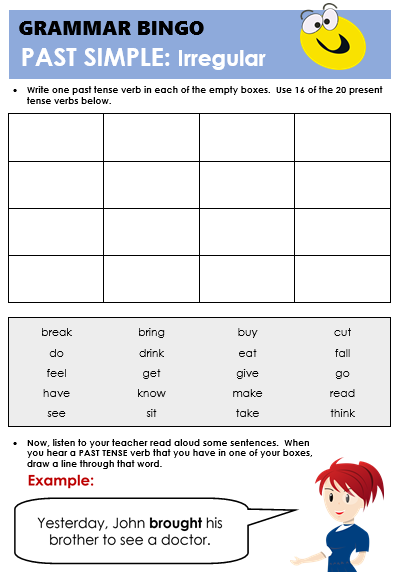 GRAMMAR BINGO
PAST SIMPLE: Irregular
• Write one past tense verb in each of the empty boxes. Use 16 of the 20 present
tense verbs below.
break bring buy cut
do drink eat fall
feel get give go
have know make read
see sit take think
• Now, listen to your teacher read aloud some sentences. When
you hear a PAST TENSE verb that you have in one of your boxes,
draw a line through that word.
Example:
Yesterday, John brought his
brother to see a doctor.